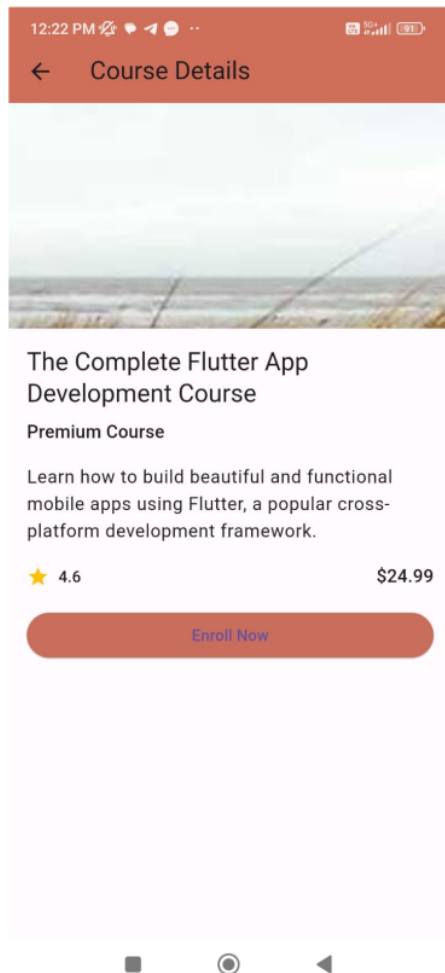 12:22 PM
5G+
91
Course Details
The Complete Flutter App
Development Course
Premium Course
Learn how to build beautiful and functional
mobile apps using Flutter, a popular cross-
platform development framework.
4.6
$24.99
Enroll Now